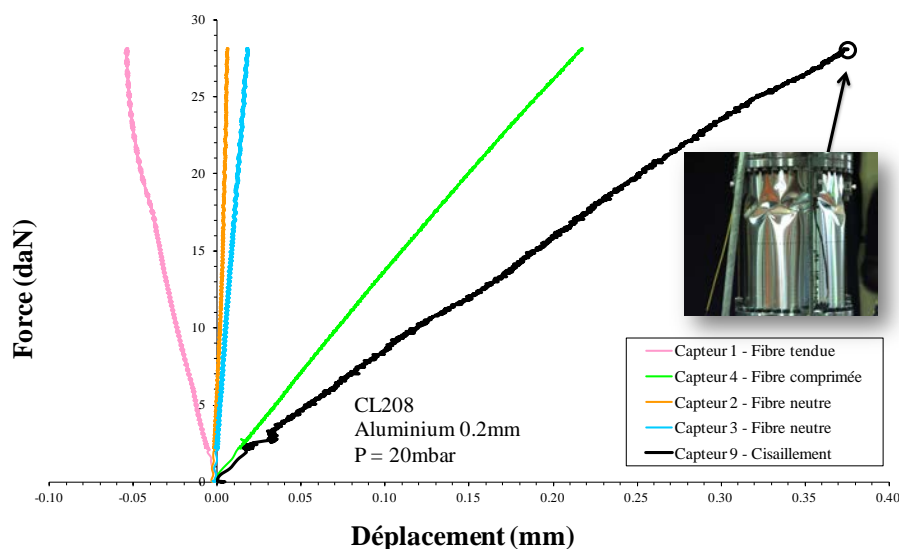 30
25
20
15
10
5
0
-0.10
-0.05
0.00
0.05
0.10
0.15
0.20
0.25
0.30
0.35
0.40
Force (daN)
Déplacement (mm)
CL208
Aluminium 0.2mm
P = 20mbar
Capteur 1 - Fibre tendue
Capteur 4 - Fibre comprimée
Capteur 2 - Fibre neutre
Capteur 3 - Fibre neutre
Capteur 9 - Cisaillement